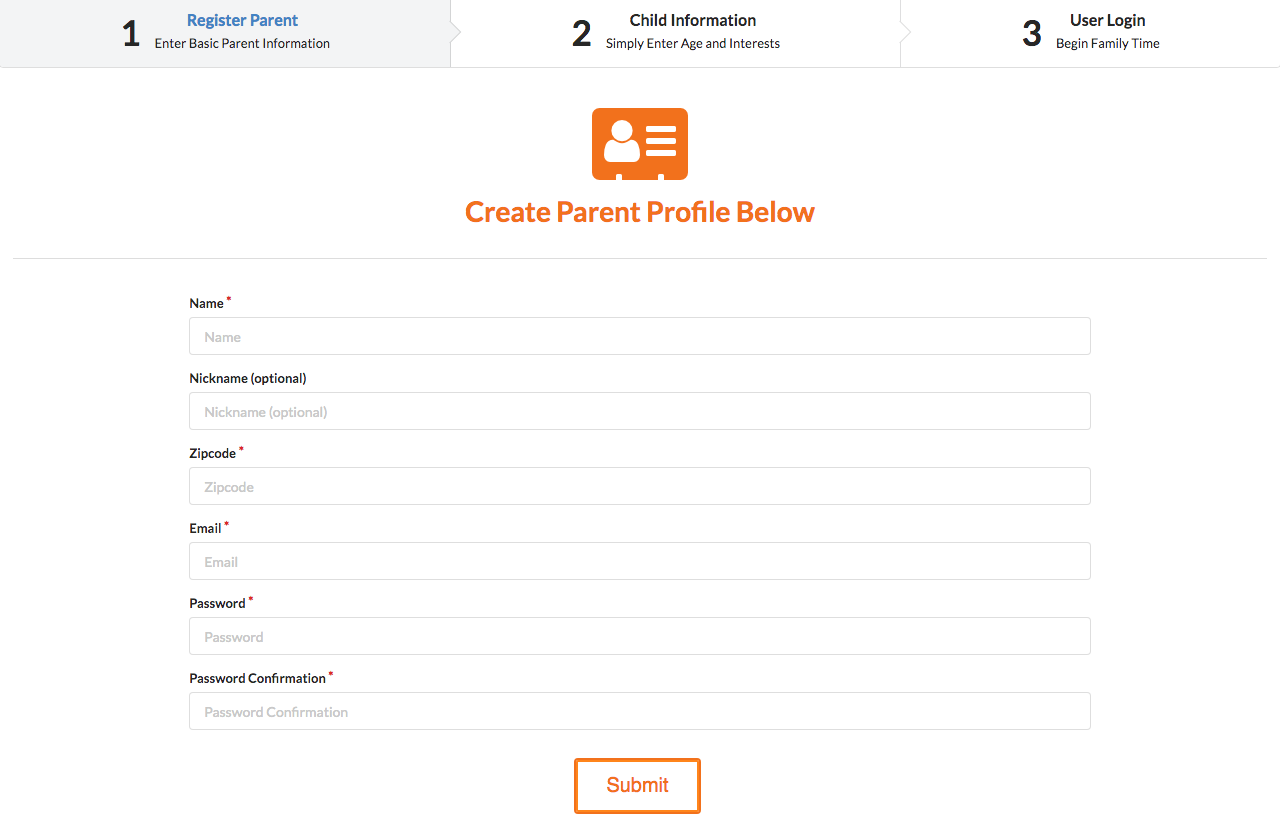 1 Register Parent
Enter Basic Parent Information
2 Child Information
Simply Enter Age and Interests
3 User Login
Begin Family Time
Create Parent Profile Below
Name *
Name
Nickname (optional)
Nickname (optional)
Zipcode *
Zipcode
Email *
Email
Password *
Password
Password Confirmation *
Password Confirmation
Submit